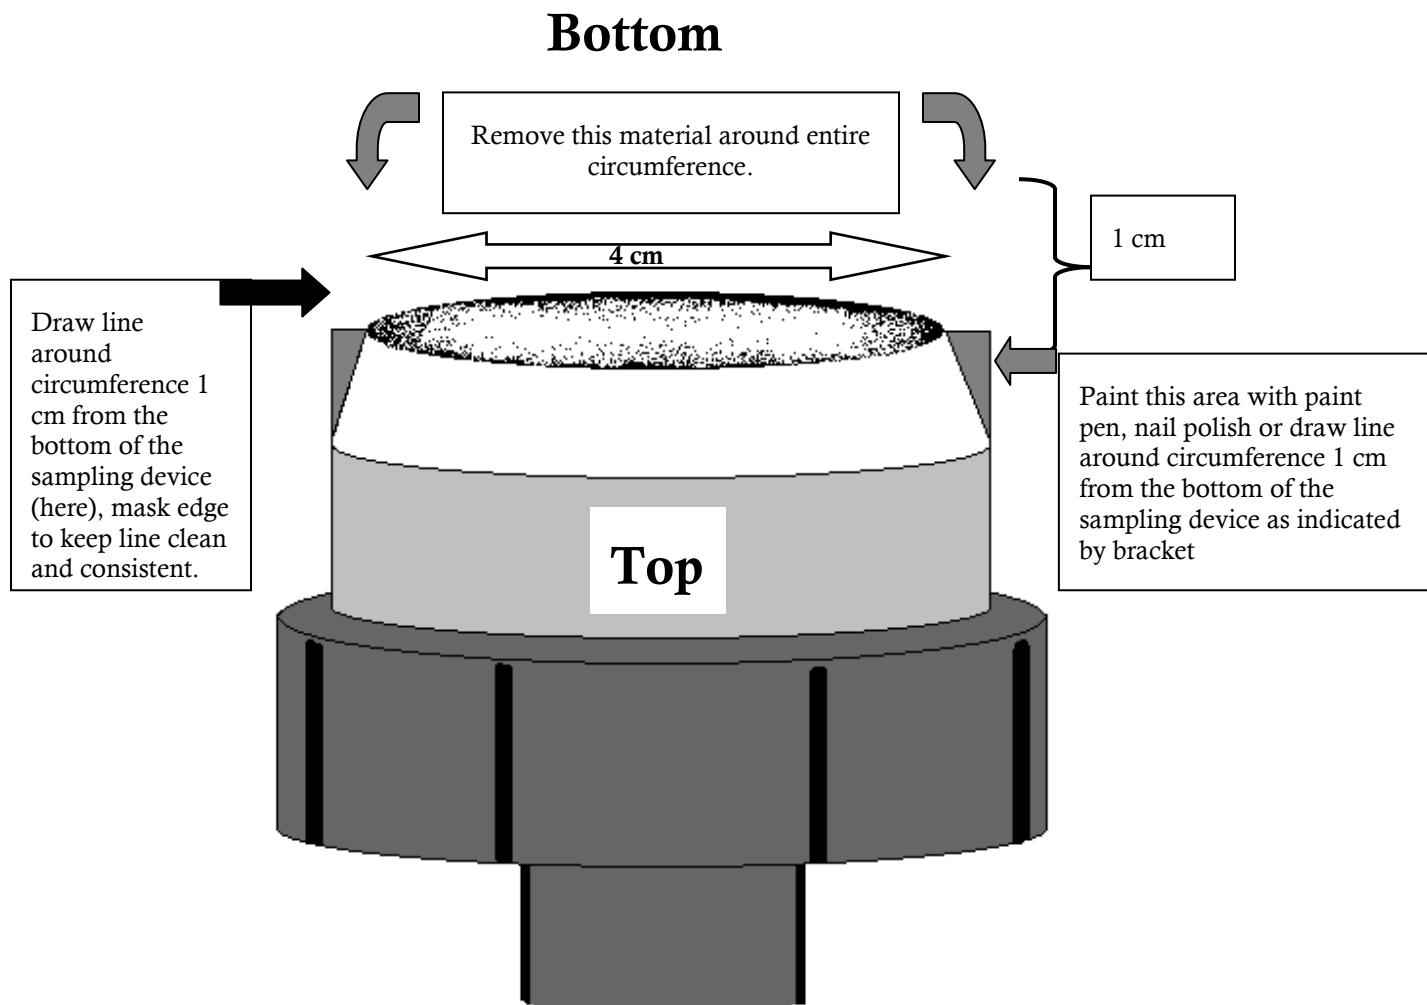 Bottom
Remove this material around entire
circumference.
1 cm
4 cm
Draw line
around
circumference 1
cm from the
bottom of the
sampling device
(here), mask edge
to keep line clean
and consistent.
Paint this area with paint
pen, nail polish or draw line
around circumference 1 cm
from the bottom of the
sampling device as indicated
by bracket
Top